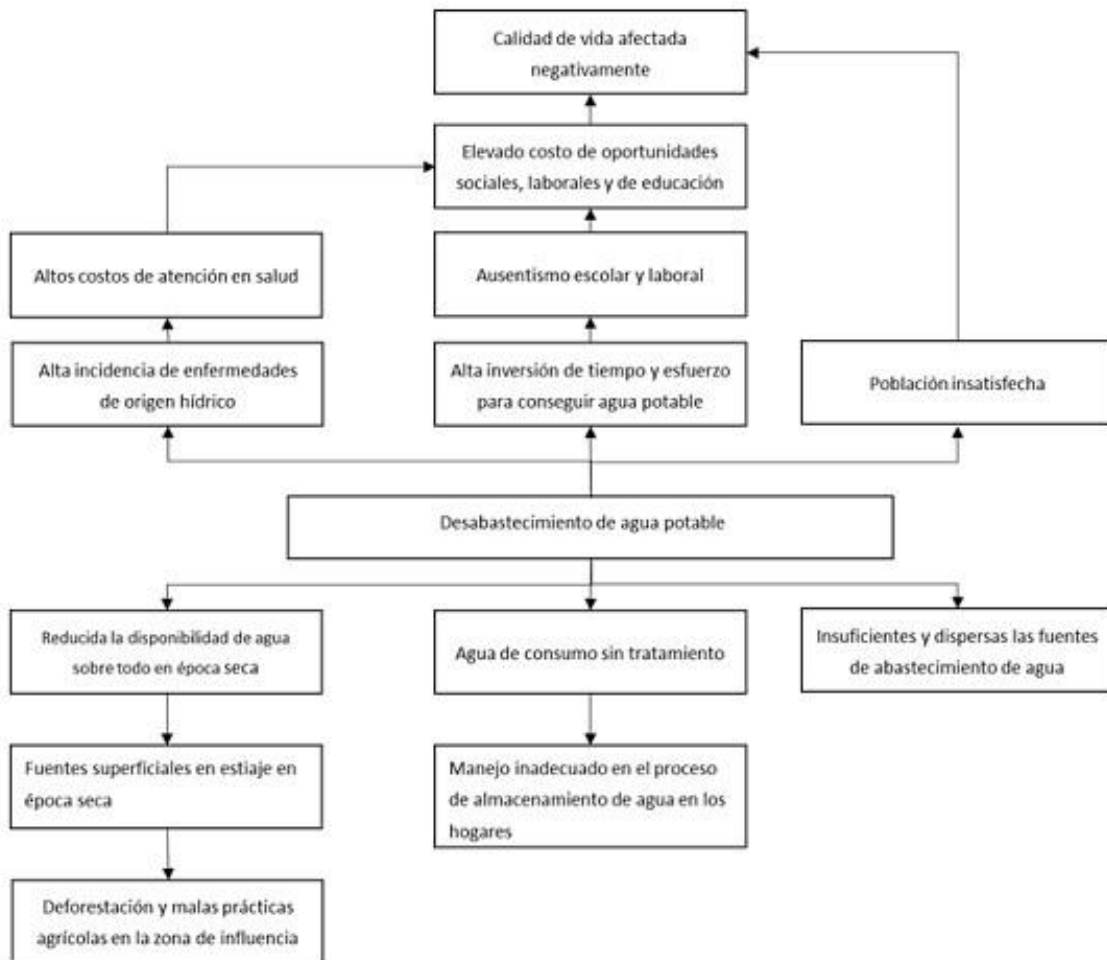 Calidad de vida afectada
negativamente
Elevado costo de oportunidades
sociales, laborales y de educación
Altos costos de atención en salud
Ausentismo escolar y laboral
Alta incidencia de enfermedades
de origen hídrico
Alta inversión de tiempo y esfuerzo
para conseguir agua potable
Población insatisfecha
Desabastecimiento de agua potable
Reducida la disponibilidad de agua
sobre todo en época seca
Agua de consumo sin tratamiento
Insuficientes y dispersas las fuentes
de abastecimiento de agua
Fuentes superficiales en estiaje en
época seca
Manejo inadecuado en el proceso
de almacenamiento de agua en los
hogares
Deforestación y malas prácticas
agrícolas en la zona de influencia